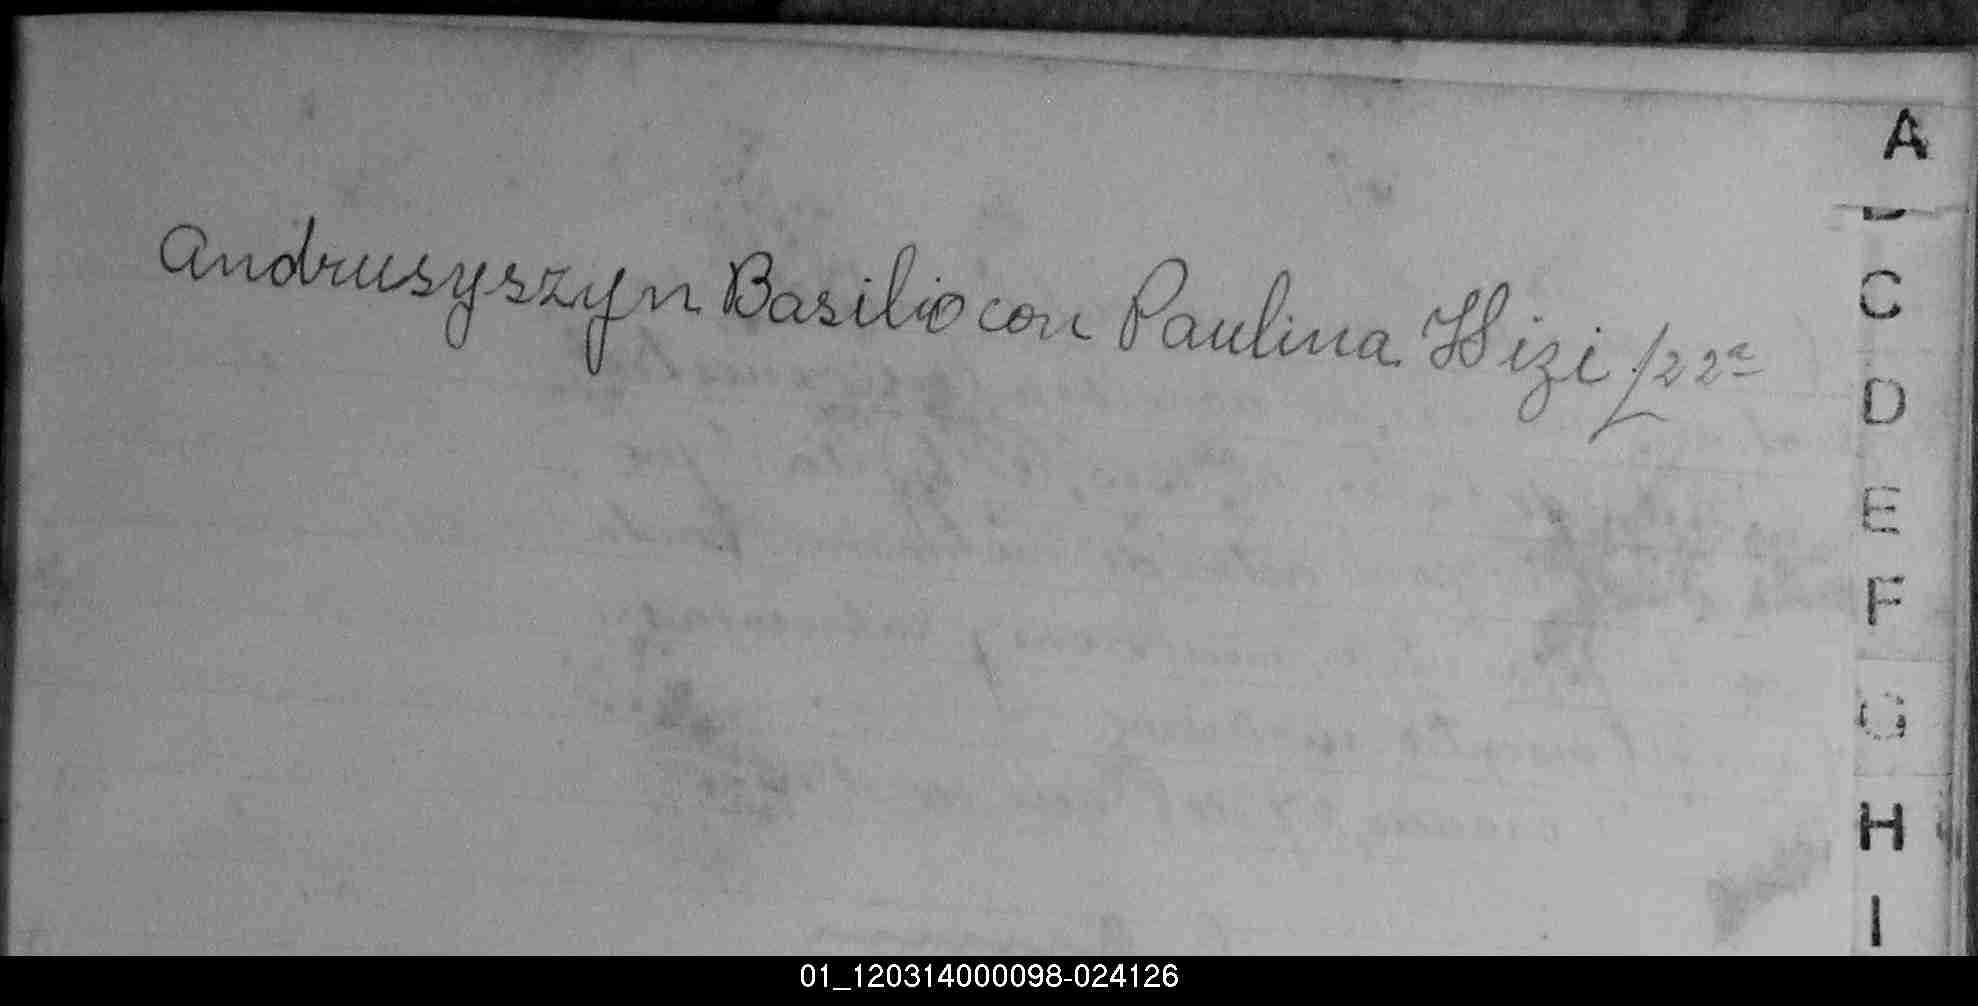 Andrusyszyn Basilio con Paulina Hizi f 22ª
A
C
D
E
F
G
H
I
01_120314000098-024126